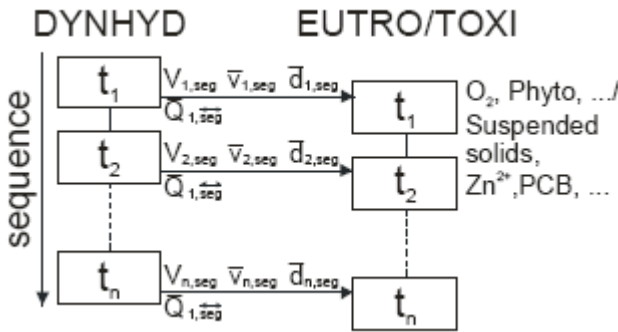 DYNHYD EUTRO/TOXI
sequence
t₁ V₁,seg v̅₁,seg d̅₁,seg t₁
Q̅₁,seg
t₂ V₂,seg v̅₂,seg d̅₂,seg t₂
Q̅₁,seg
tₙ Vₙ,seg v̅ₙ,seg d̅ₙ,seg tₙ
Q̅₁,seg
O₂, Phyto, .../
Suspended
solids,
Zn²⁺,PCB, ...